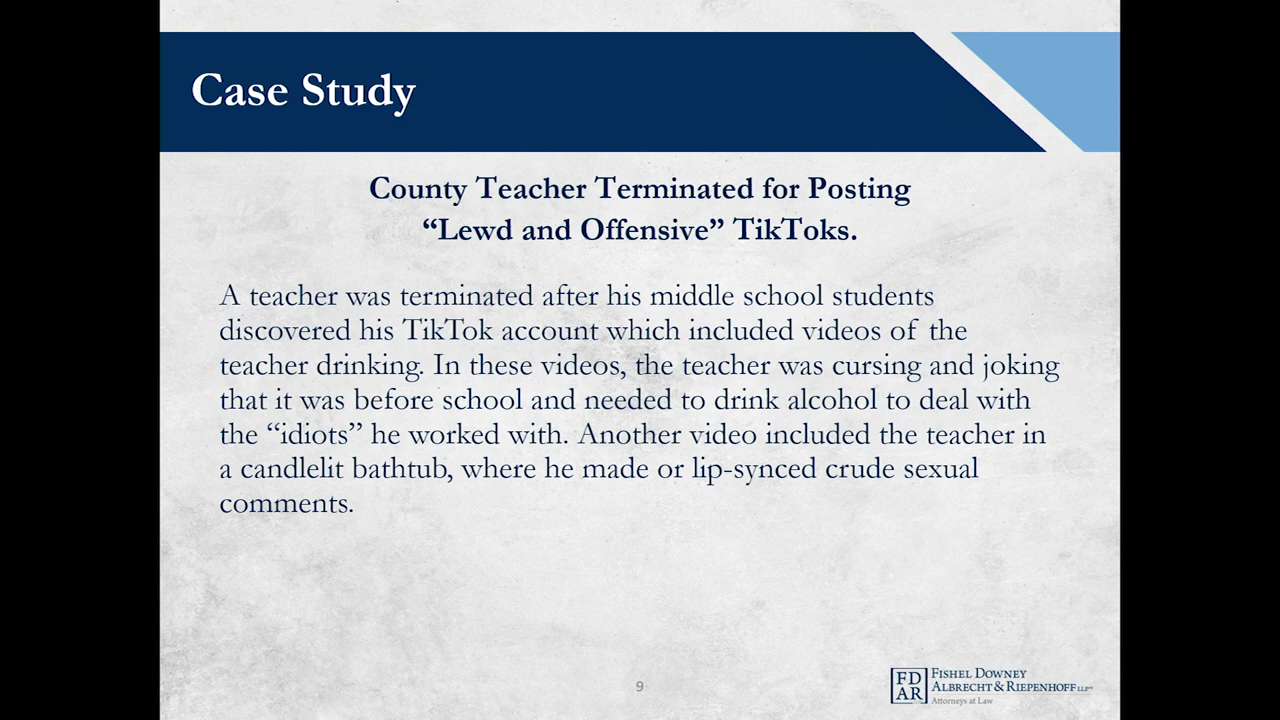 Case Study
County Teacher Terminated for Posting
“Lewd and Offensive” TikToks.
A teacher was terminated after his middle school students
discovered his TikTok account which included videos of the
teacher drinking. In these videos, the teacher was cursing and joking
that it was before school and needed to drink alcohol to deal with
the “idiots” he worked with. Another video included the teacher in
a candlelit bathtub, where he made or lip-synced crude sexual
comments.
9
FD
AR
FISHEL DOWNEY
ALBRECHT & RIEPENHOFF LLP
Attorneys at Law